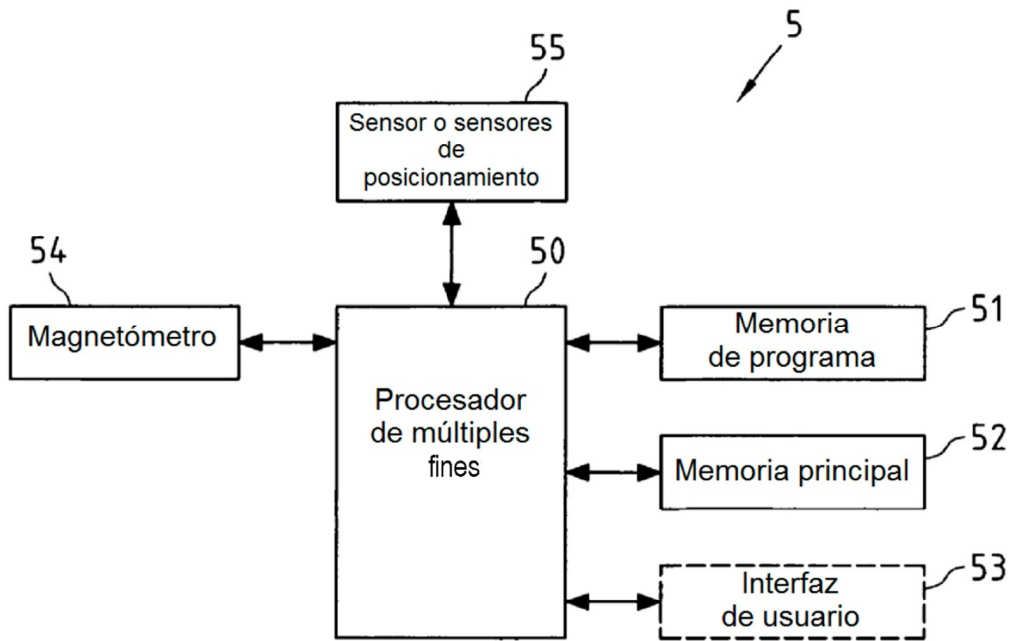 5
55
Sensor o sensores
de
posicionamiento
54
Magnetómetro
50
Procesador
de múltiples
fines
51
Memoria
de programa
52
Memoria principal
53
Interfaz
de usuario